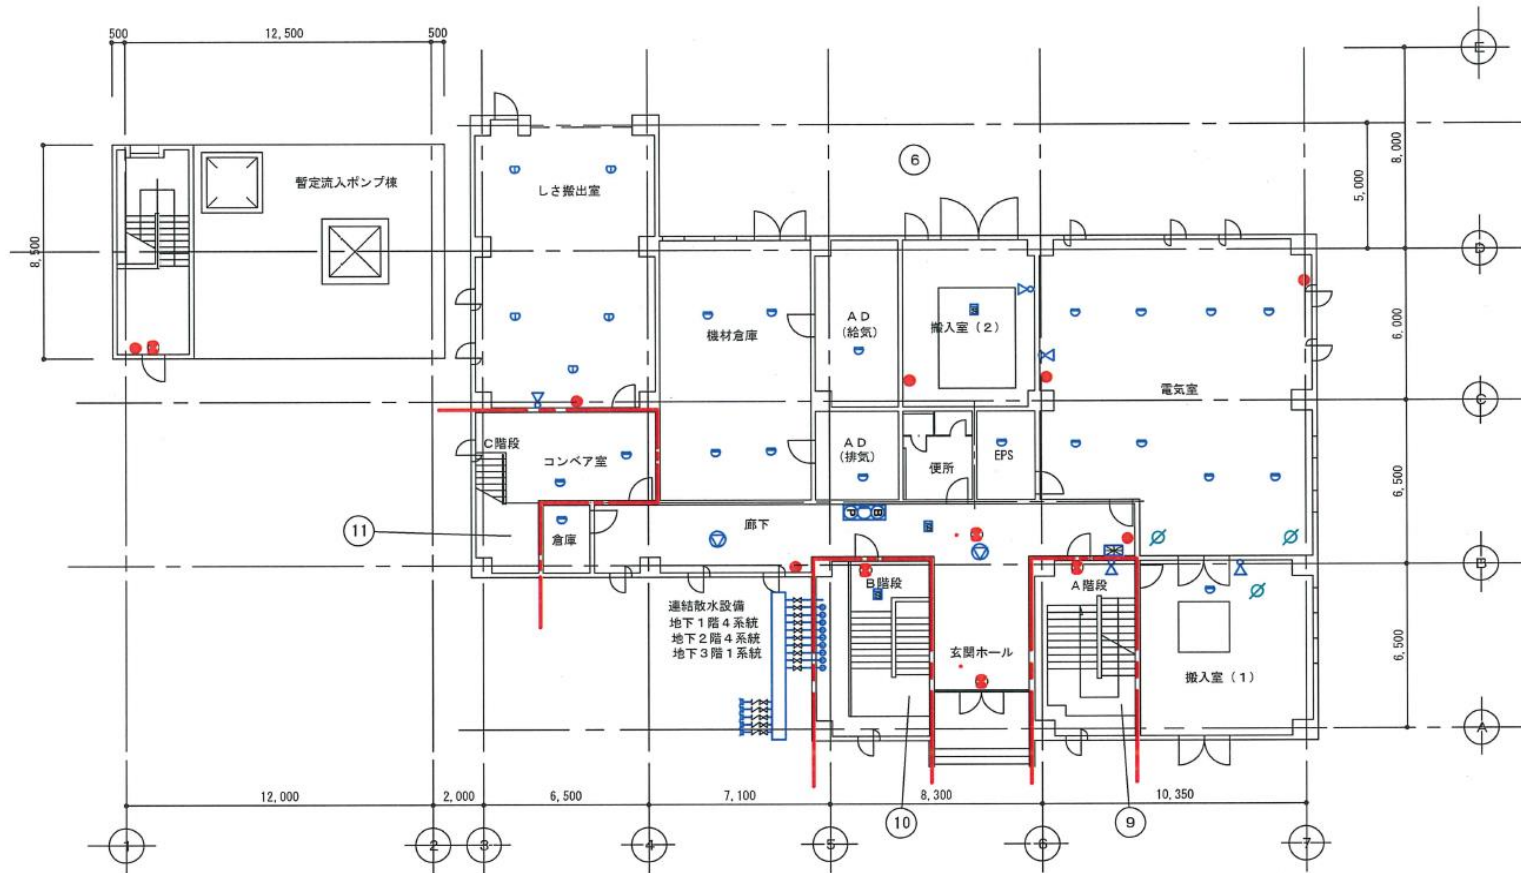 500
12,500
500
E
6
8,000
5,000
暫定流入ポンプ棟
しさ搬出室
8,500
D
機材倉庫
AD
(給気)
搬入室(2)
6,000
電気室
C
C階段
コンベア室
AD
(排気)
便所
EPS
6,500
11
倉庫
廊下
P
B
B
B階段
A階段
連結散水設備
地下1階4系統
地下2階4系統
地下3階1系統
玄関ホール
搬入室(1)
6,500
A
12,000
2,000
6,500
7,100
8,300
10,350
10
9
1
2
3
4
5
6
7